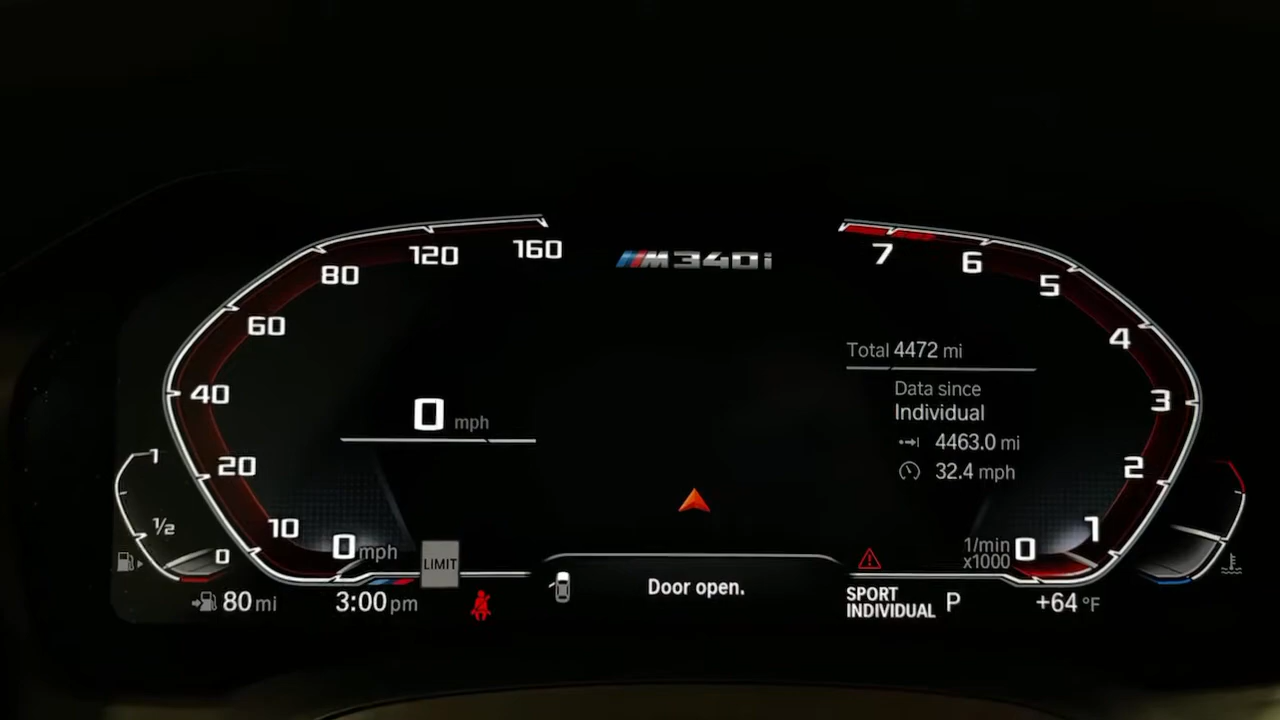 160
120
80
60
40
20
10
0 mph
M340i
7
6
5
4
3
2
1
0
1/min
x1000
0 mph
Total 4472 mi
Data since
Individual
4463.0 mi
32.4 mph
1
½
0
80 mi
3:00 pm
LIMIT
Door open.
SPORT
INDIVIDUAL
P
+64 °F